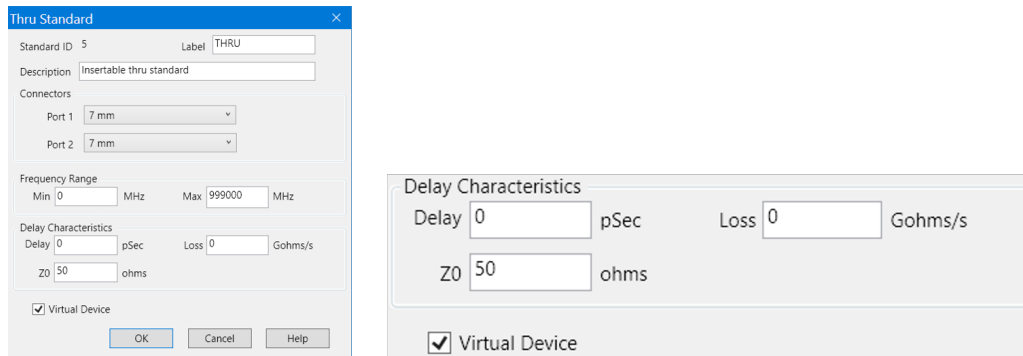 Thru Standard
Standard ID 5 Label THRU
Description Insertable thru standard
Connectors
Port 1 7 mm
Port 2 7 mm
Frequency Range
Min 0 MHz Max 999000 MHz
Delay Characteristics
Delay 0 pSec Loss 0 Gohms/s
Z0 50 ohms
Virtual Device
OK Cancel Help
Delay Characteristics
Delay 0 pSec Loss 0 Gohms/s
Z0 50 ohms
Virtual Device